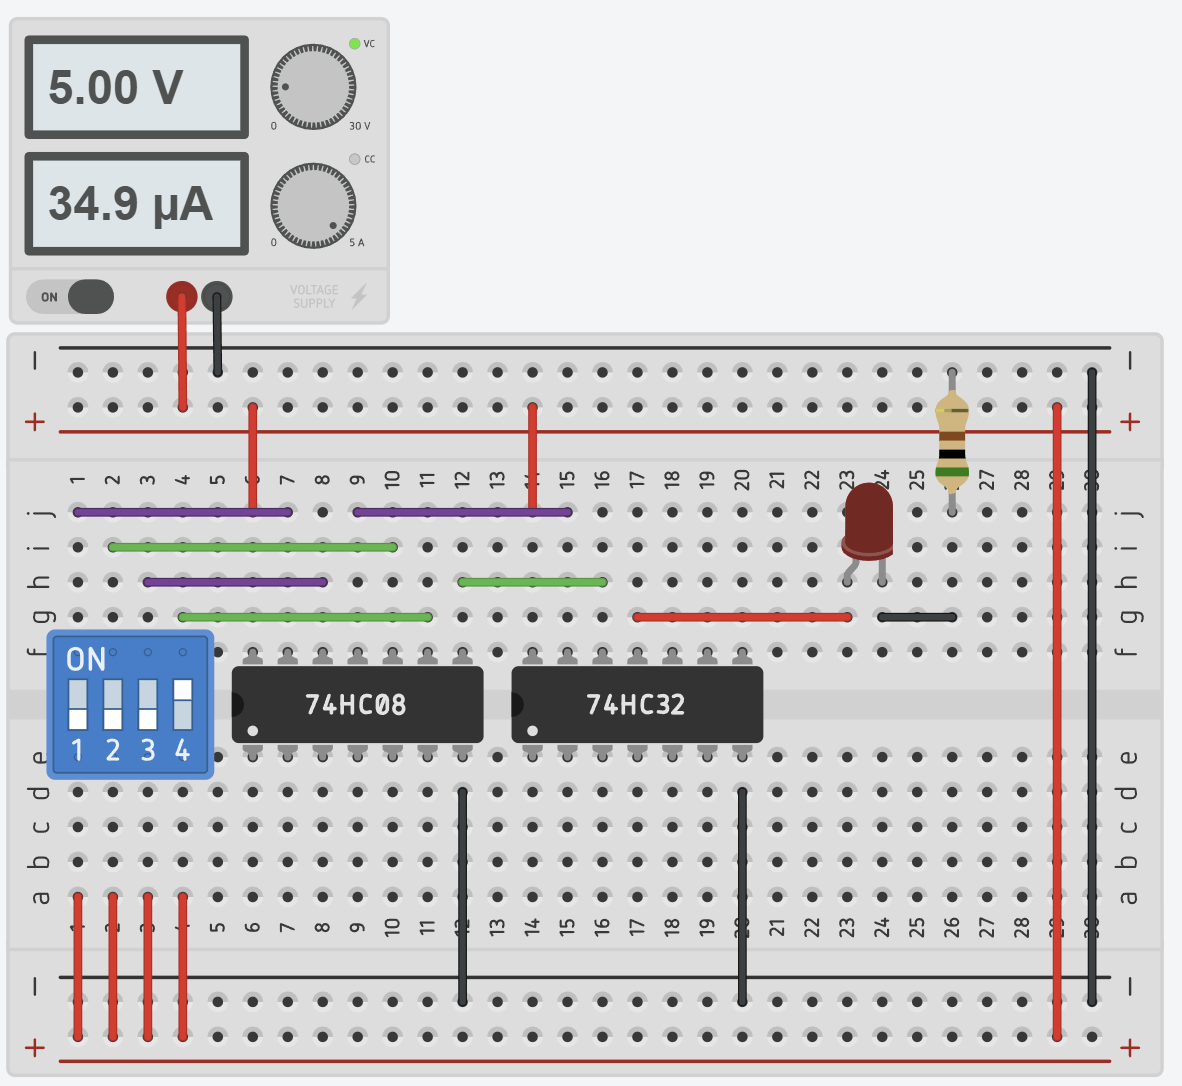 5.00 V
VC
0 30 V
34.9 µA
CC
0 5 A
ON
VOLTAGE
SUPPLY
— —
+ +
1 2 3 4 5 6 7 8 9 10 11 12 13 14 15 16 17 18 19 20 21 22 23 24 25 26 27 28 29 30
j j
i i
h h
g g
f f
ON
74HC08 74HC32
1 2 3 4
e e
d d
c c
b b
a a
1 2 3 4 5 6 7 8 9 10 11 12 13 14 15 16 17 18 19 20 21 22 23 24 25 26 27 28 29 30
— —
+ +